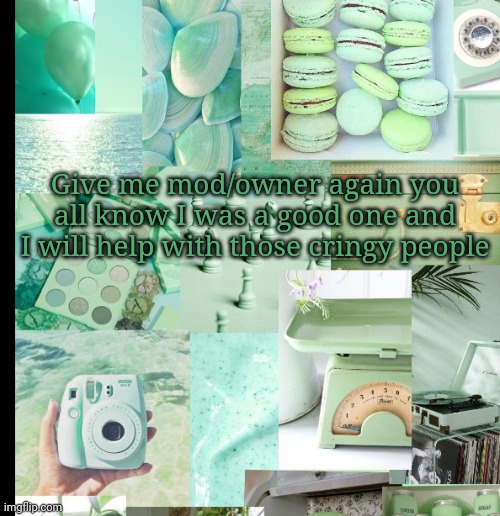 Give me mod/owner again you
all know I was a good one and
I will help with those cringy people
imgflip.com